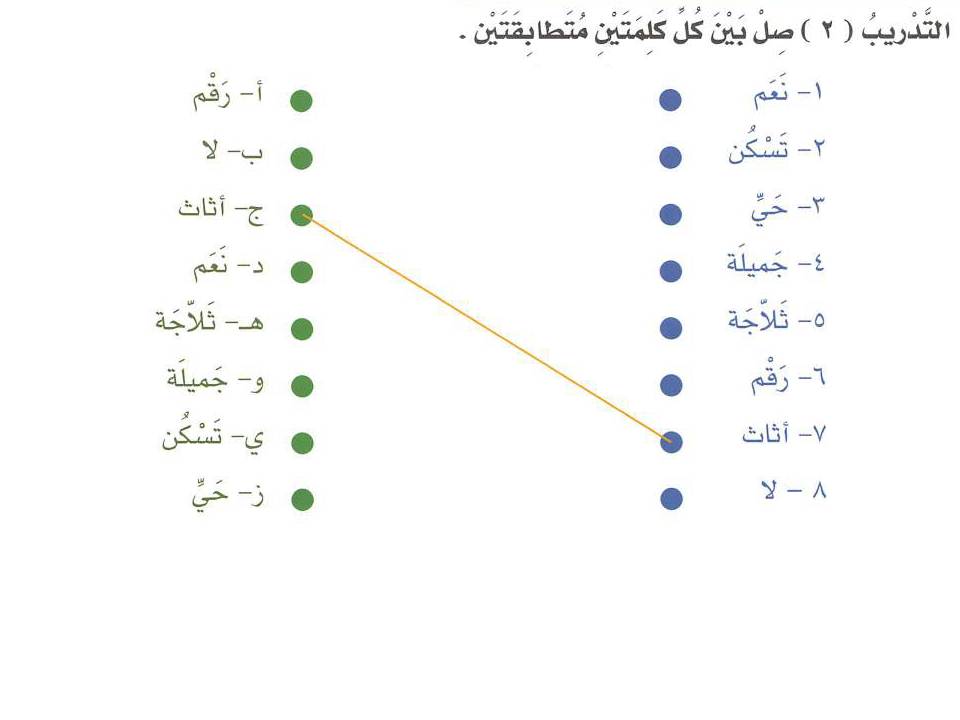 التَّدْريبُ ( ٢ ) صِلْ بَيْنَ كُلِّ كَلِمَتَيْنِ مُتَطابِقَتَيْن .
١- نَعَم
أ- رَقْم
٢- تَسْكُن
ب- لا
٣- حَيِّ
ج- أثاث
٤- جَميلَة
د- نَعَم
٥- ثَلاّجَة
هـ- ثَلاّجَة
٦- رَقْم
و- جَميلَة
٧- أثاث
ي- تَسْكُن
٨ - لا
ز- حَيِّ